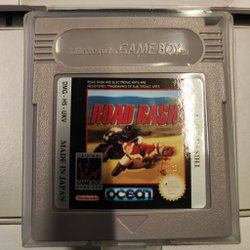 Nintendo GAME BOY
ROAD RASH AND ELECTRONIC ARTS ARE
REGISTERED TRADEMARKS OF ELECTRONIC ARTS.
DMG - HS - UKV
MADE IN JAPAN
ROAD RASH
Nintendo
ocean